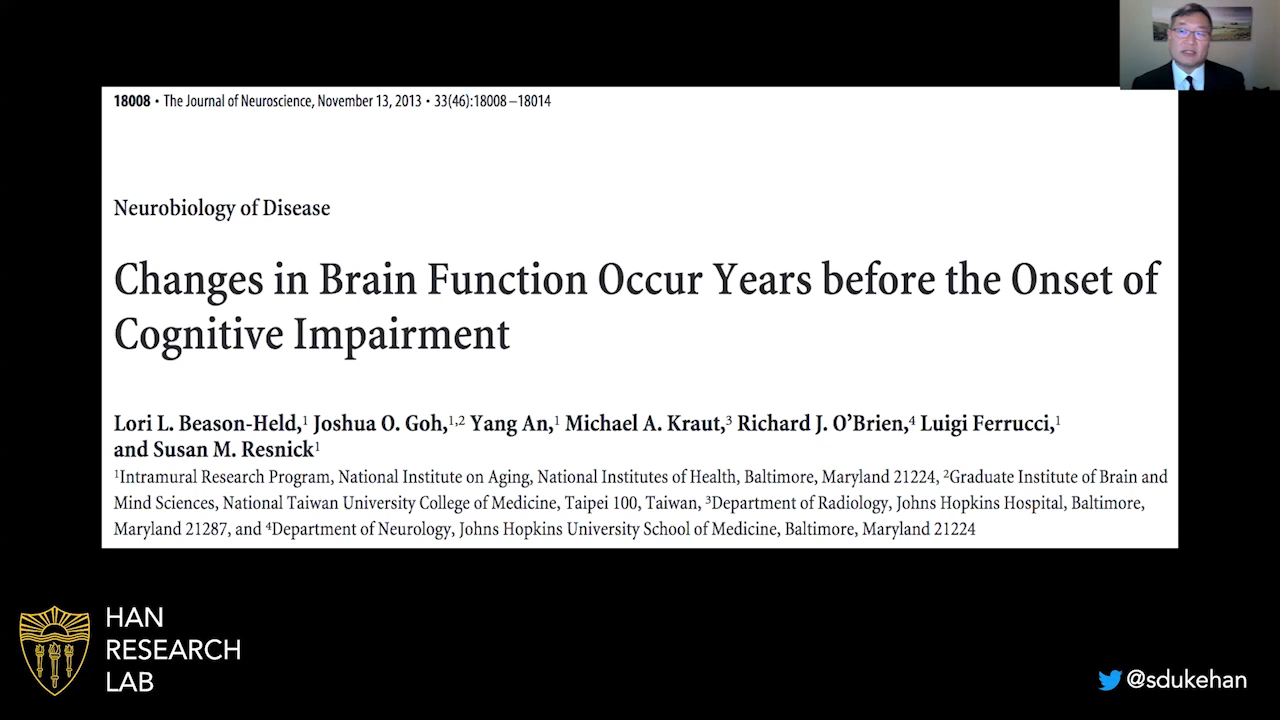 18008 • The Journal of Neuroscience, November 13, 2013 • 33(46):18008–18014
Neurobiology of Disease
Changes in Brain Function Occur Years before the Onset of
Cognitive Impairment
Lori L. Beason-Held,¹ Joshua O. Goh,¹,² Yang An,¹ Michael A. Kraut,³ Richard J. O’Brien,⁴ Luigi Ferrucci,¹
and Susan M. Resnick¹
¹Intramural Research Program, National Institute on Aging, National Institutes of Health, Baltimore, Maryland 21224, ²Graduate Institute of Brain and
Mind Sciences, National Taiwan University College of Medicine, Taipei 100, Taiwan, ³Department of Radiology, Johns Hopkins Hospital, Baltimore,
Maryland 21287, and ⁴Department of Neurology, Johns Hopkins University School of Medicine, Baltimore, Maryland 21224
HAN
RESEARCH
LAB
@sdukehan